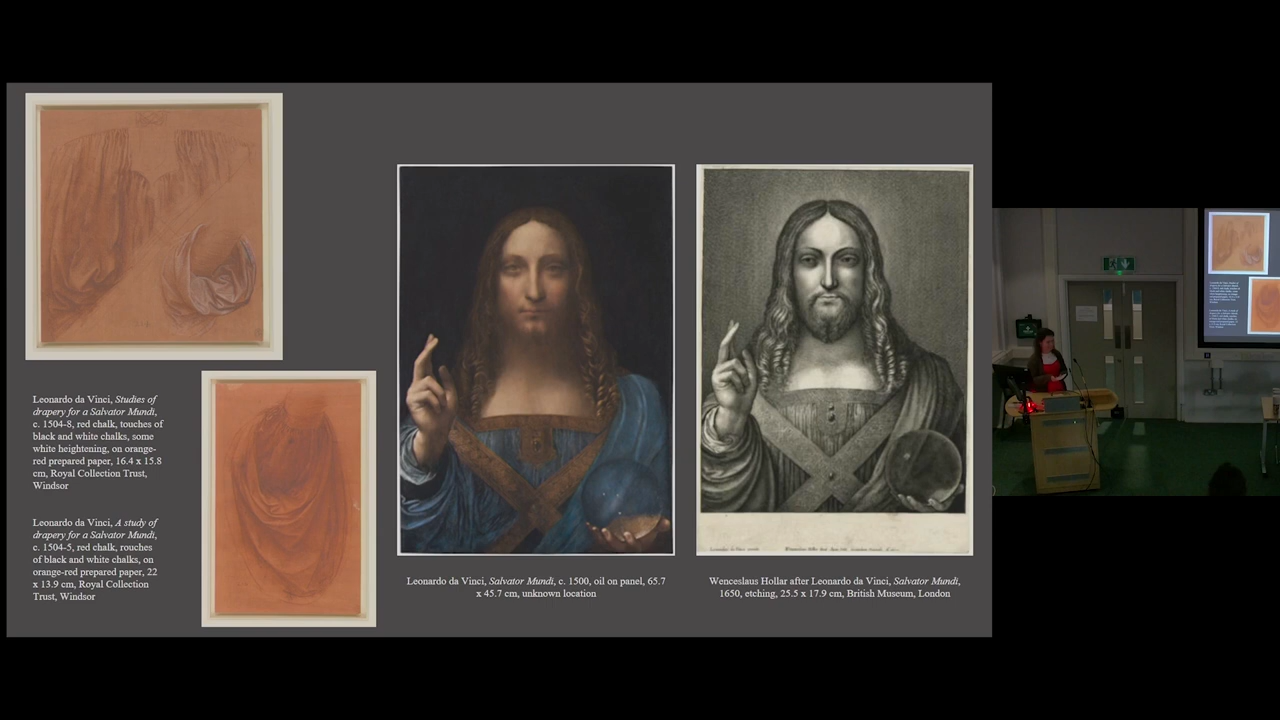 Leonardo da Vinci, Studies of
drapery for a Salvator Mundi,
c. 1504-8, red chalk, touches of
black and white chalks, some
white heightening, on orange-
red prepared paper, 16.4 x 15.8
cm, Royal Collection Trust,
Windsor
Leonardo da Vinci, A study of
drapery for a Salvator Mundi,
c. 1504-5, red chalk, rouches
of black and white chalks, on
orange-red prepared paper, 22
x 13.9 cm, Royal Collection
Trust, Windsor
Leonardo da Vinci, Salvator Mundi, c. 1500, oil on panel, 65.7
x 45.7 cm, unknown location
Wenceslaus Hollar after Leonardo da Vinci, Salvator Mundi,
1650, etching, 25.5 x 17.9 cm, British Museum, London